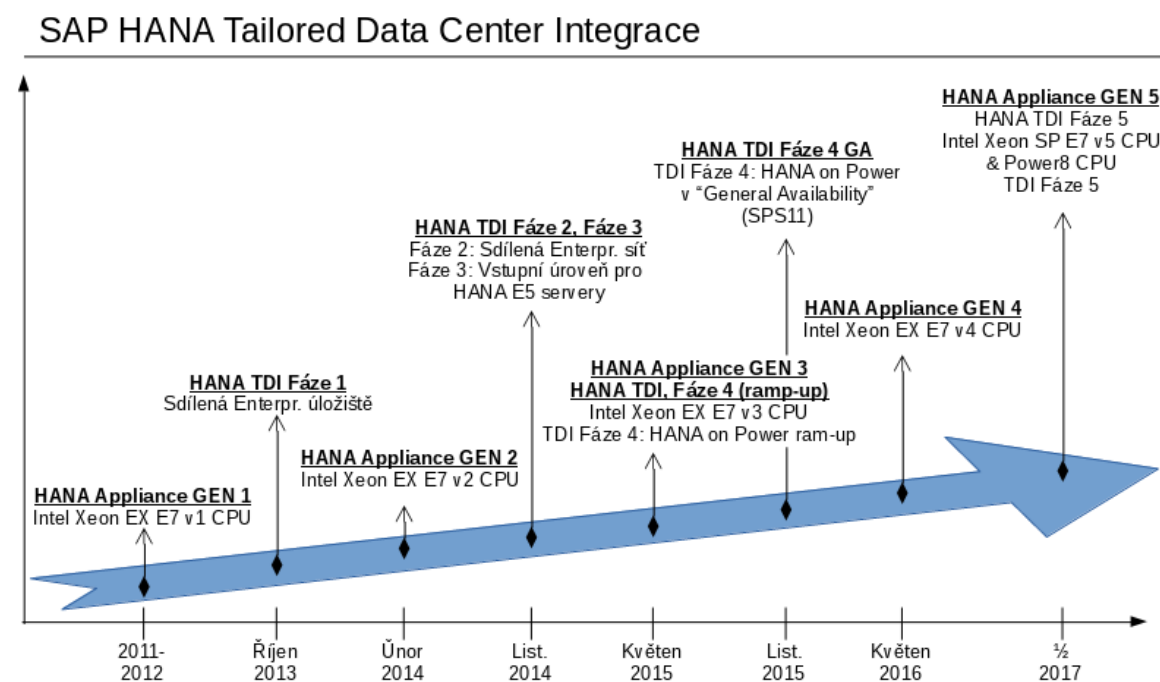 SAP HANA Tailored Data Center Integrace
HANA Appliance GEN 1
Intel Xeon EX E7 v1 CPU
HANA TDI Fáze 1
Sdílená Enterpr. úložiště
HANA Appliance GEN 2
Intel Xeon EX E7 v2 CPU
HANA TDI Fáze 2, Fáze 3
Fáze 2: Sdílená Enterpr. síť
Fáze 3: Vstupní úroveň pro
HANA E5 servery
HANA Appliance GEN 3
HANA TDI, Fáze 4 (ramp-up)
Intel Xeon EX E7 v3 CPU
TDI Fáze 4: HANA on Power ram-up
HANA TDI Fáze 4 GA
TDI Fáze 4: HANA on Power
v “General Availability”
(SPS11)
HANA Appliance GEN 4
Intel Xeon EX E7 v4 CPU
HANA Appliance GEN 5
HANA TDI Fáze 5
Intel Xeon SP E7 v5 CPU
& Power8 CPU
TDI Fáze 5
2011-
2012
Říjen
2013
Únor
2014
List.
2014
Květen
2015
List.
2015
Květen
2016
½
2017